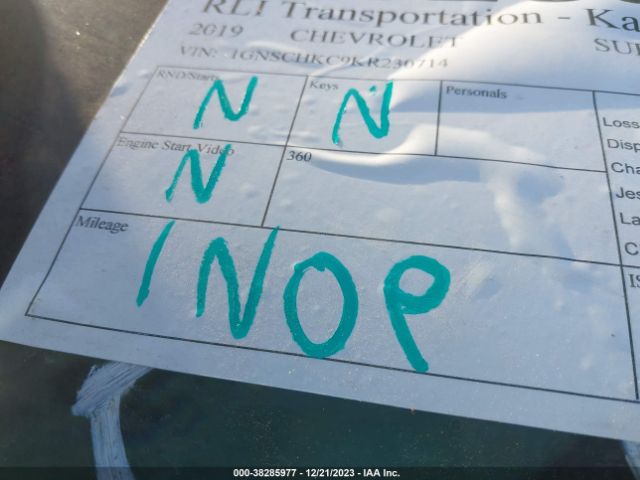 RLI Transportation - Ka
2019 CHEVROLET SU
VIN: 1GNSCHKC9KR230714
RND/Starts N
Keys N
Personals
Loss
Disp
Cha
Engine Start Video N
360
Jes
La
C
Mileage INOP
IS
000-38285977 - 12/21/2023 - IAA Inc.